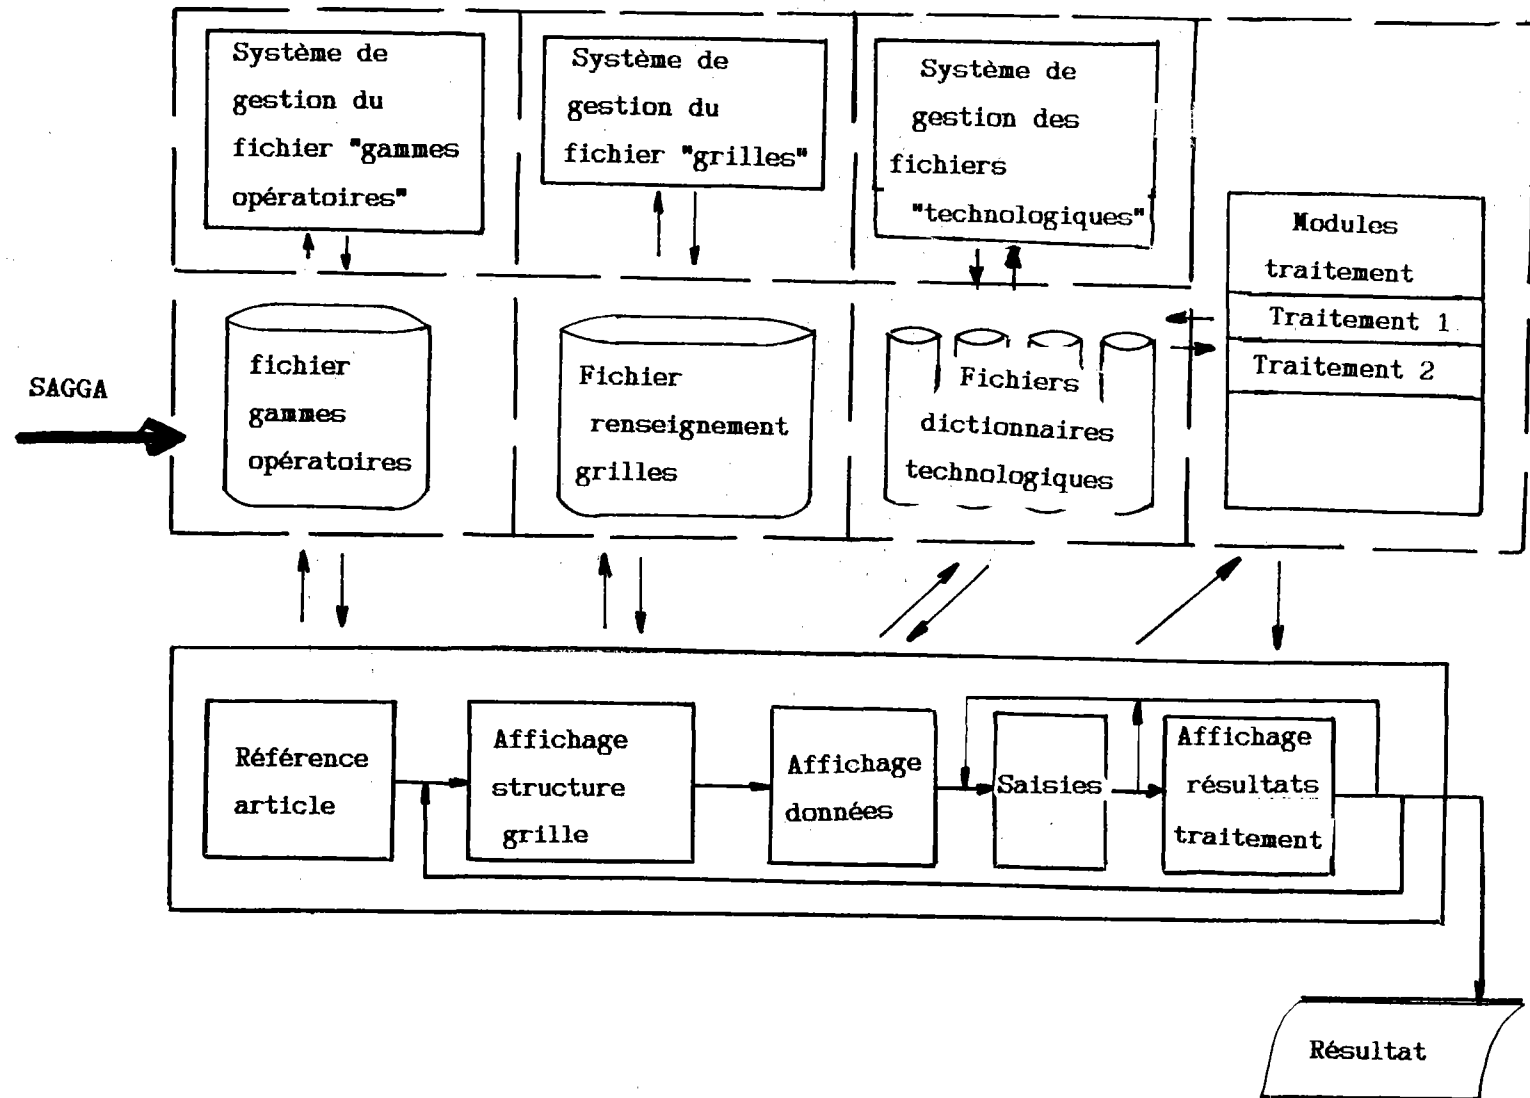 Système de
gestion du
fichier "gammes
opératoires"
Système de
gestion du
fichier "grilles"
Système de
gestion des
fichiers
"technologiques"
Modules
traitement
Traitement 1
Traitement 2
SAGGA
fichier
gammes
opératoires
Fichier
renseignement
grilles
Fichiers
dictionnaires
technologiques
Référence
article
Affichage
structure
grille
Affichage
données
Saisies
Affichage
résultats
traitement
Résultat